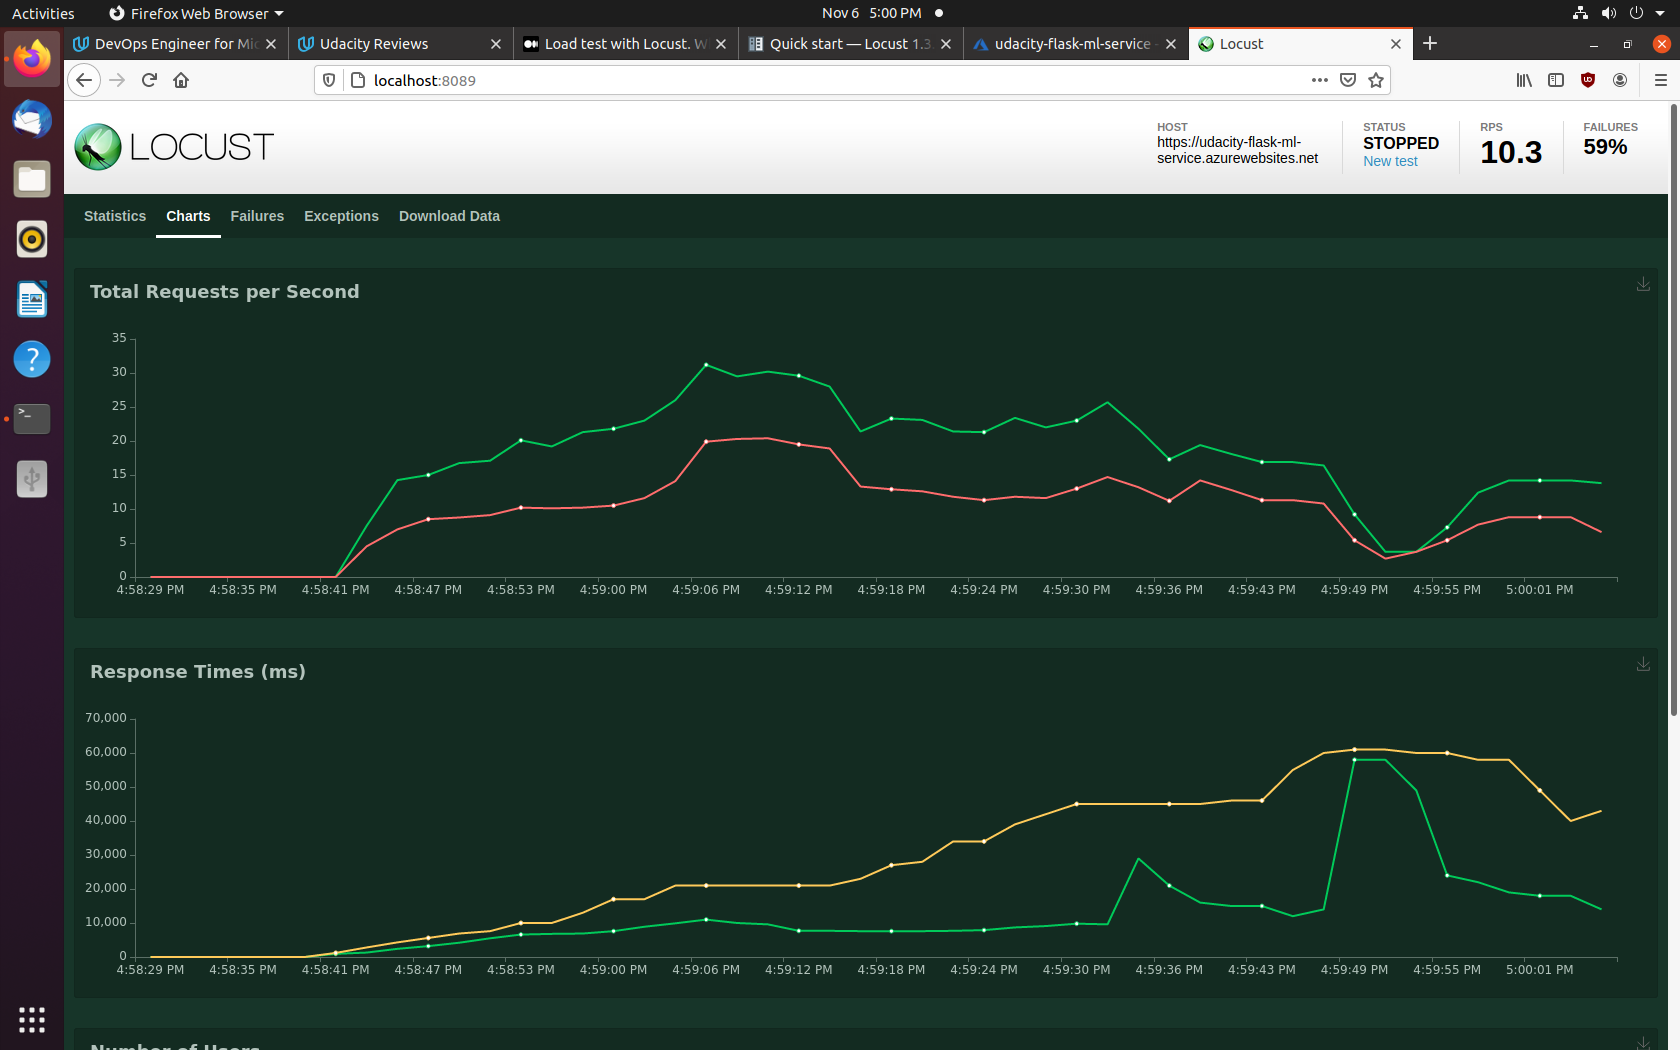 Activities
Firefox Web Browser
Nov 6 5:00 PM
DevOps Engineer for Mic
Udacity Reviews
Load test with Locust. W
Quick start — Locust 1.3.
udacity-flask-ml-service -
Locust
localhost:8089
LOCUST
HOST
https://udacity-flask-ml-
service.azurewebsites.net
STATUS
STOPPED
New test
RPS
10.3
FAILURES
59%
Statistics
Charts
Failures
Exceptions
Download Data
Total Requests per Second
35
30
25
20
15
10
5
0
4:58:29 PM 4:58:35 PM 4:58:41 PM 4:58:47 PM 4:58:53 PM 4:59:00 PM 4:59:06 PM 4:59:12 PM 4:59:18 PM 4:59:24 PM 4:59:30 PM 4:59:36 PM 4:59:43 PM 4:59:49 PM 4:59:55 PM 5:00:01 PM
Response Times (ms)
70,000
60,000
50,000
40,000
30,000
20,000
10,000
0
4:58:29 PM 4:58:35 PM 4:58:41 PM 4:58:47 PM 4:58:53 PM 4:59:00 PM 4:59:06 PM 4:59:12 PM 4:59:18 PM 4:59:24 PM 4:59:30 PM 4:59:36 PM 4:59:43 PM 4:59:49 PM 4:59:55 PM 5:00:01 PM
Number of Users